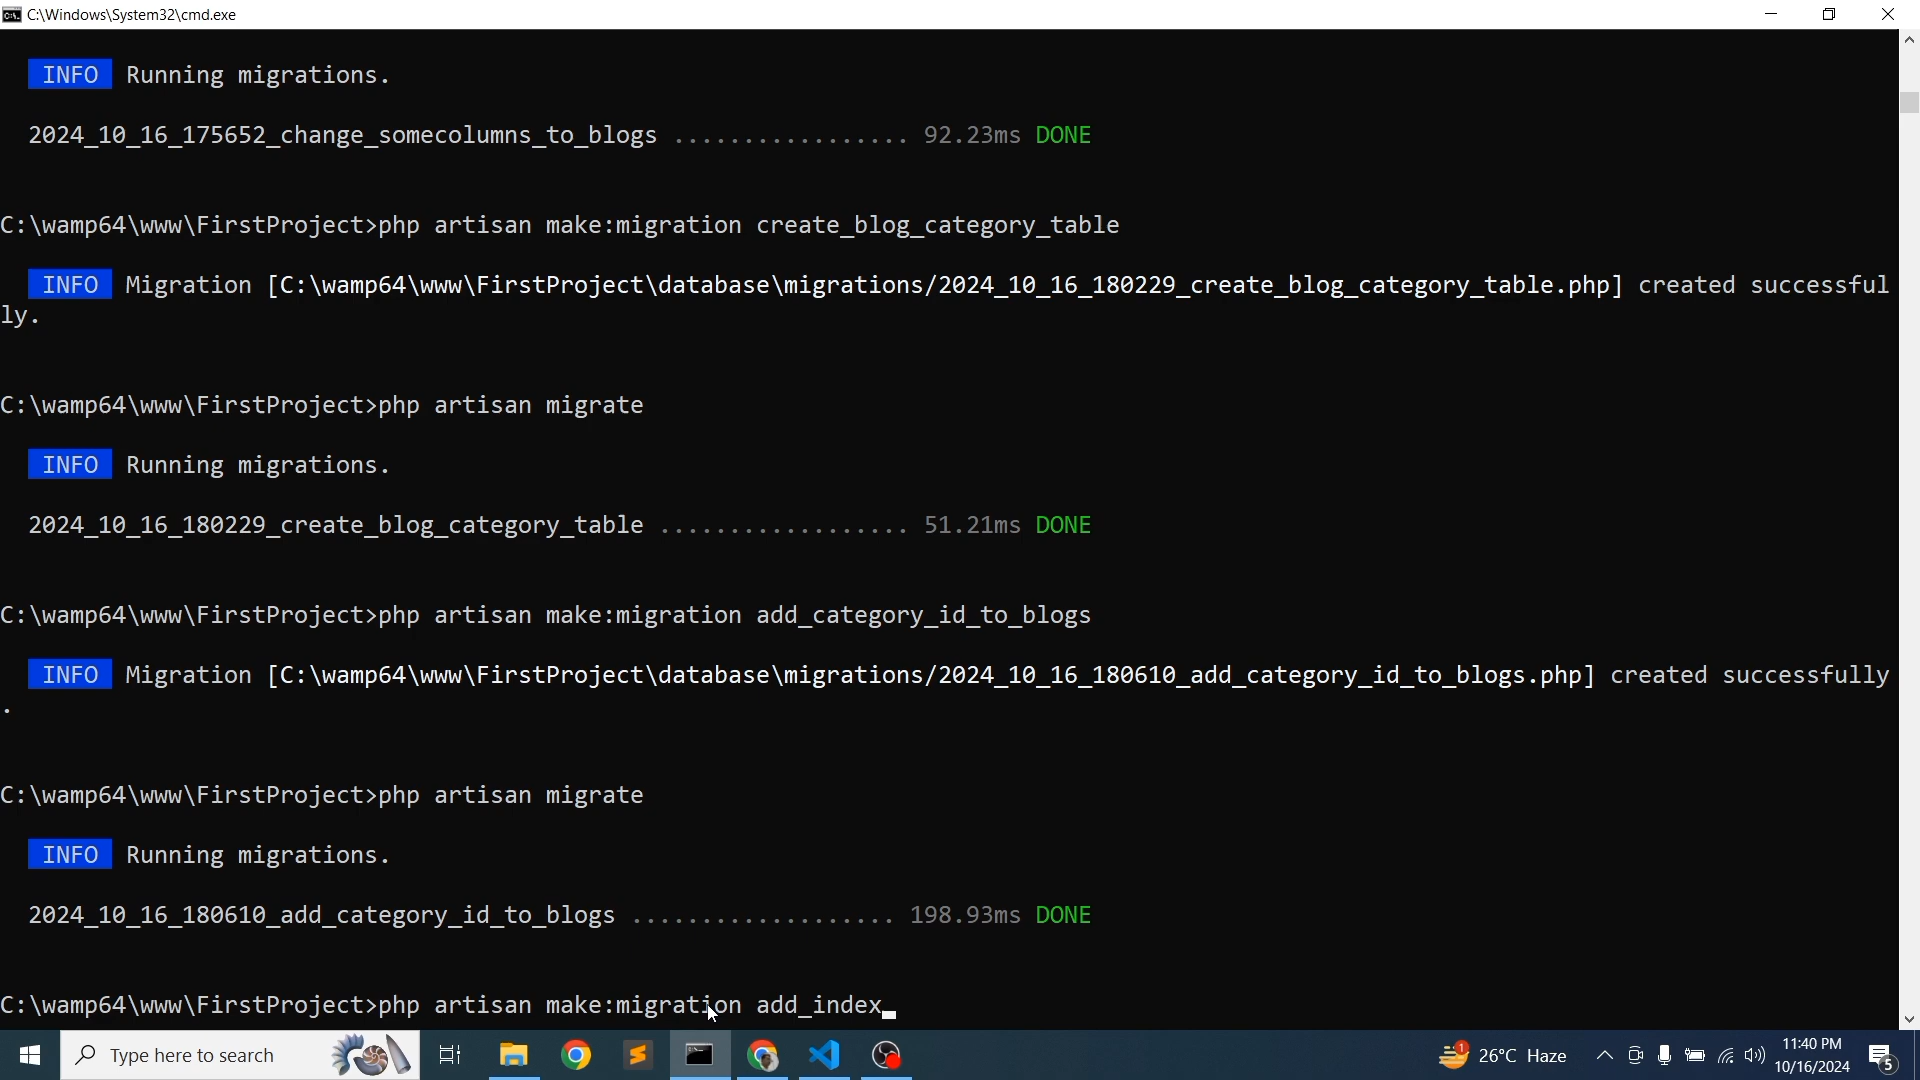 C:\Windows\System32\cmd.exe
INFO Running migrations.
2024_10_16_175652_change_somecolumns_to_blogs ................. 92.23ms DONE
C:\wamp64\www\FirstProject>php artisan make:migration create_blog_category_table
INFO Migration [C:\wamp64\www\FirstProject\database\migrations/2024_10_16_180229_create_blog_category_table.php] created successful
ly.
C:\wamp64\www\FirstProject>php artisan migrate
INFO Running migrations.
2024_10_16_180229_create_blog_category_table .................. 51.21ms DONE
C:\wamp64\www\FirstProject>php artisan make:migration add_category_id_to_blogs
INFO Migration [C:\wamp64\www\FirstProject\database\migrations/2024_10_16_180610_add_category_id_to_blogs.php] created successfully
.
C:\wamp64\www\FirstProject>php artisan migrate
INFO Running migrations.
2024_10_16_180610_add_category_id_to_blogs ................... 198.93ms DONE
C:\wamp64\www\FirstProject>php artisan make:migration add_index
Type here to search
1
26°C Haze
11:40 PM
10/16/2024
5